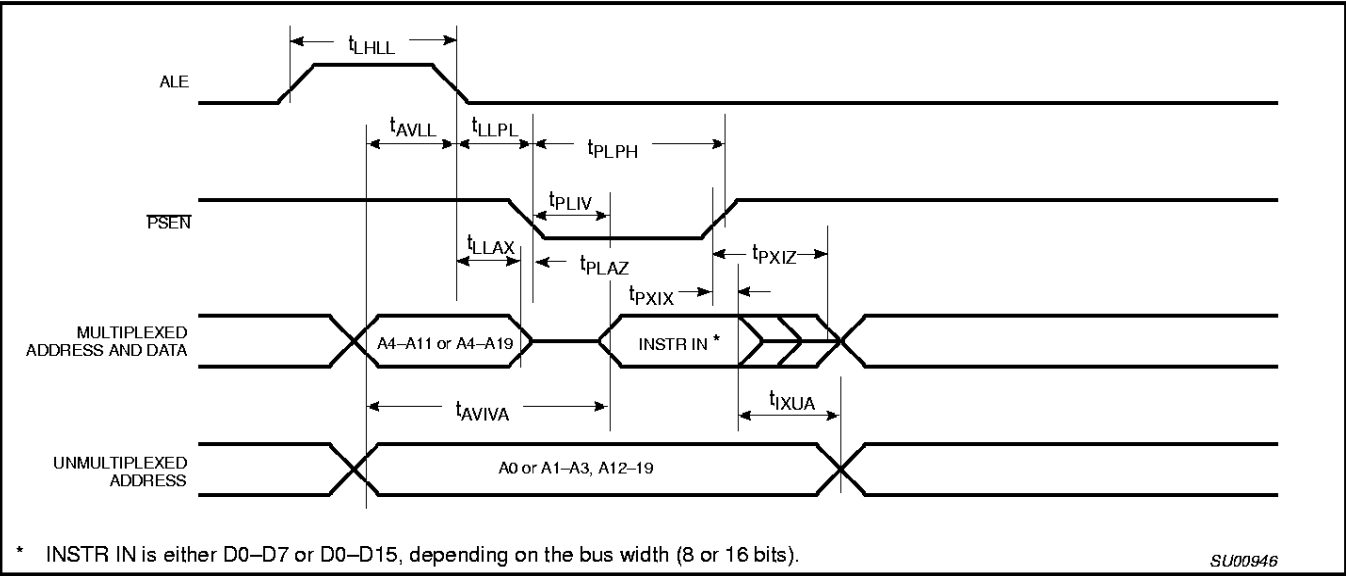 tLHLL
ALE
tAVLL
tLLPL
tPLPH
PSEN
tPLIV
tLLAX
tPLAZ
tPXIZ
tPXIX
MULTIPLEXED
ADDRESS AND DATA
A4–A11 or A4–A19
INSTR IN *
tAVIVA
tIXUA
UNMULTIPLEXED
ADDRESS
A0 or A1–A3, A12–19
* INSTR IN is either D0–D7 or D0–D15, depending on the bus width (8 or 16 bits).
SU00946